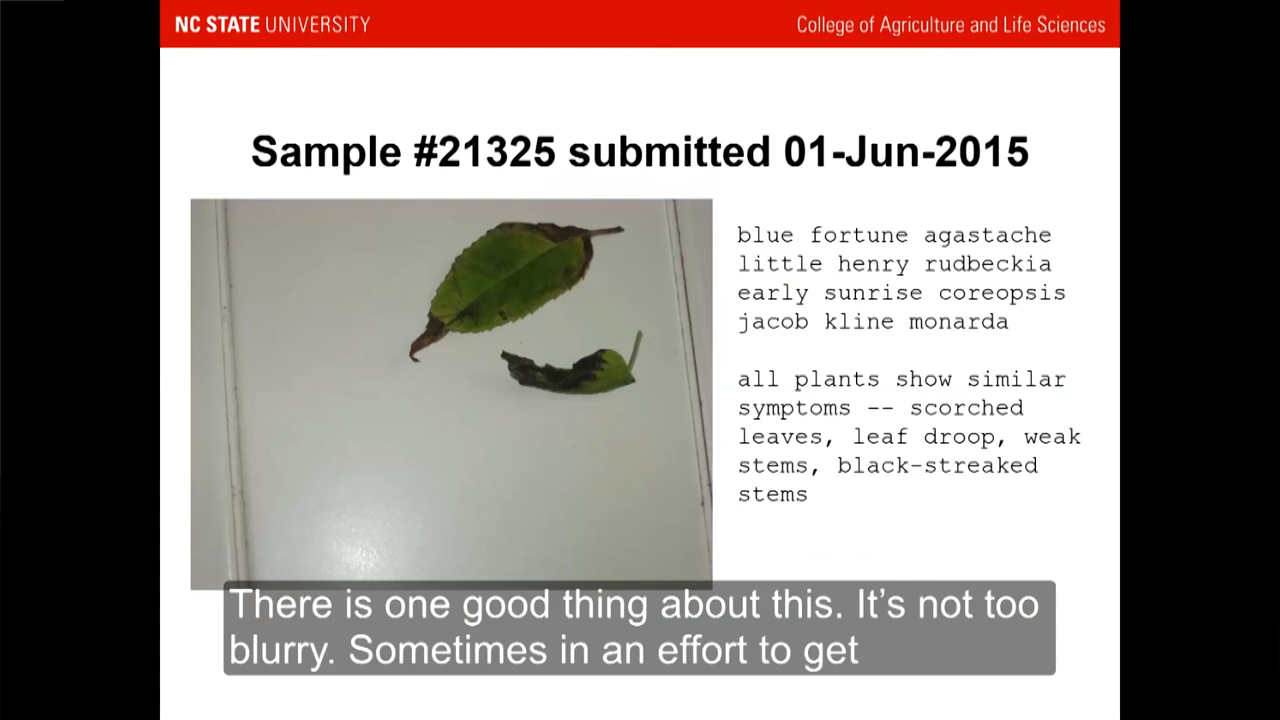 NC STATE UNIVERSITY
College of Agriculture and Life Sciences
Sample #21325 submitted 01-Jun-2015
blue fortune agastache
little henry rudbeckia
early sunrise coreopsis
jacob kline monarda
all plants show similar
symptoms -- scorched
leaves, leaf droop, weak
stems, black-streaked
stems
There is one good thing about this. It’s not too
blurry. Sometimes in an effort to get